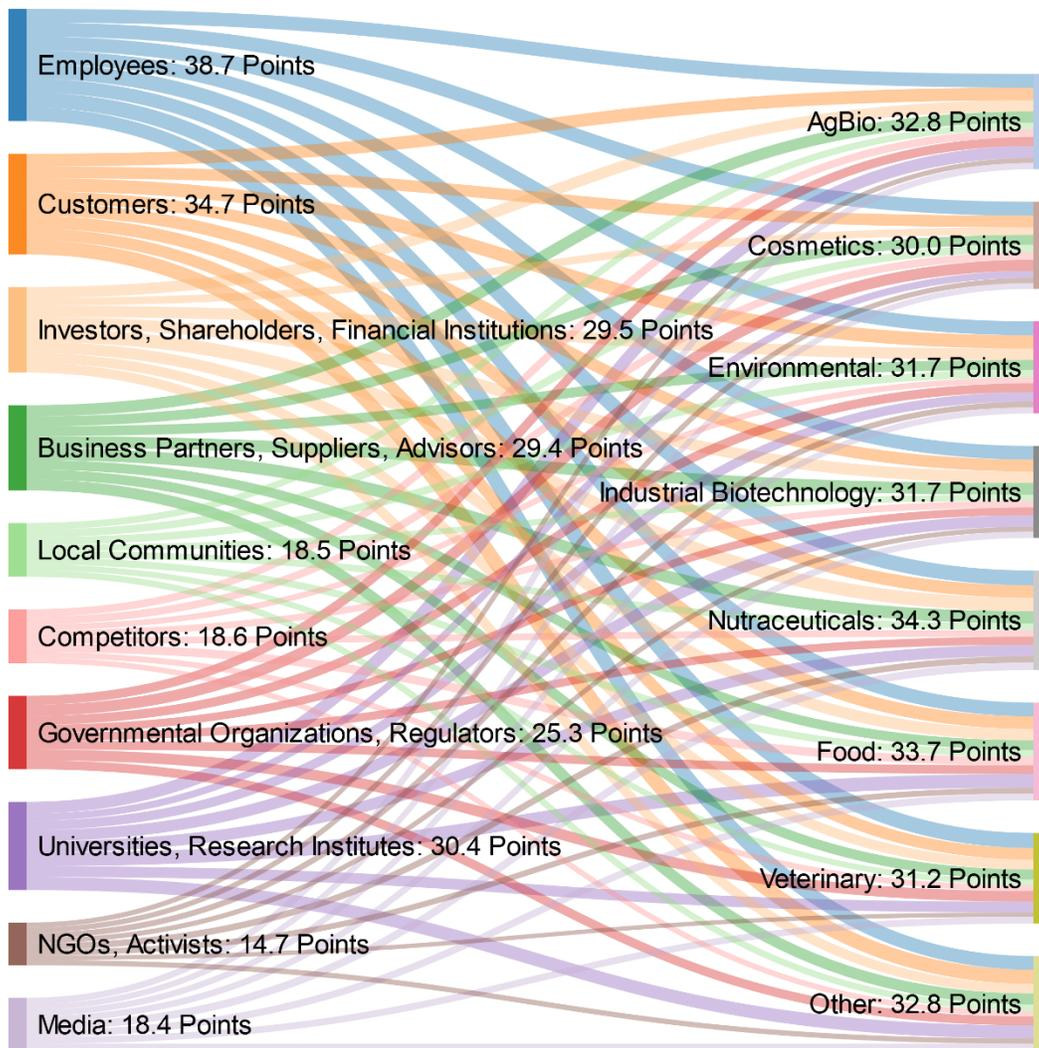 Employees: 38.7 Points
Customers: 34.7 Points
Investors, Shareholders, Financial Institutions: 29.5 Points
Business Partners, Suppliers, Advisors: 29.4 Points
Local Communities: 18.5 Points
Competitors: 18.6 Points
Governmental Organizations, Regulators: 25.3 Points
Universities, Research Institutes: 30.4 Points
NGOs, Activists: 14.7 Points
Media: 18.4 Points
AgBio: 32.8 Points
Cosmetics: 30.0 Points
Environmental: 31.7 Points
Industrial Biotechnology: 31.7 Points
Nutraceuticals: 34.3 Points
Food: 33.7 Points
Veterinary: 31.2 Points
Other: 32.8 Points